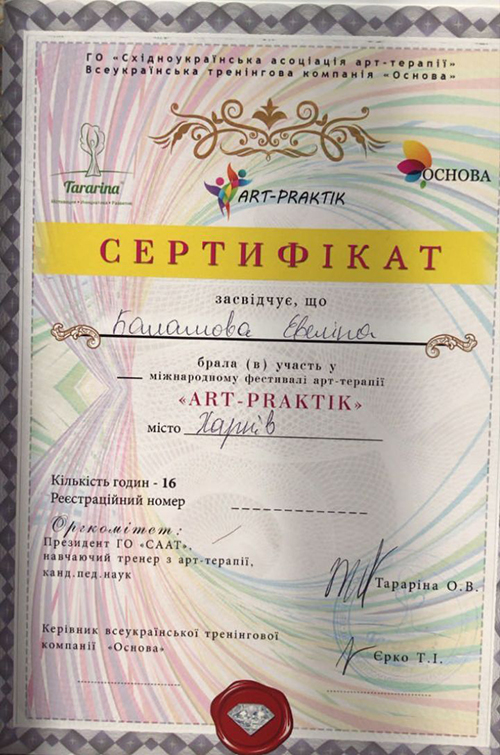 ГО «Східноукраїнська асоціація арт-терапії»
Всеукраїнська тренінгова компанія «Основа»
Tararina
ART-PRAKTIK
ОСНОВА
СЕРТИФІКАТ
засвідчує, що
Евеліна
брала (в) участь у
міжнародному фестивалі арт-терапії
«ART-PRAKTIK»
місто Харків
Кількість годин - 16
Реєстраційний номер
Оргкомітет:
Президент ГО «СААТ»,
навчаючий тренер з арт-терапії,
канд.пед.наук
Тараріна О.В.
Керівник всеукраїнської тренінгової
компанії «Основа»
Єрко Т.І.